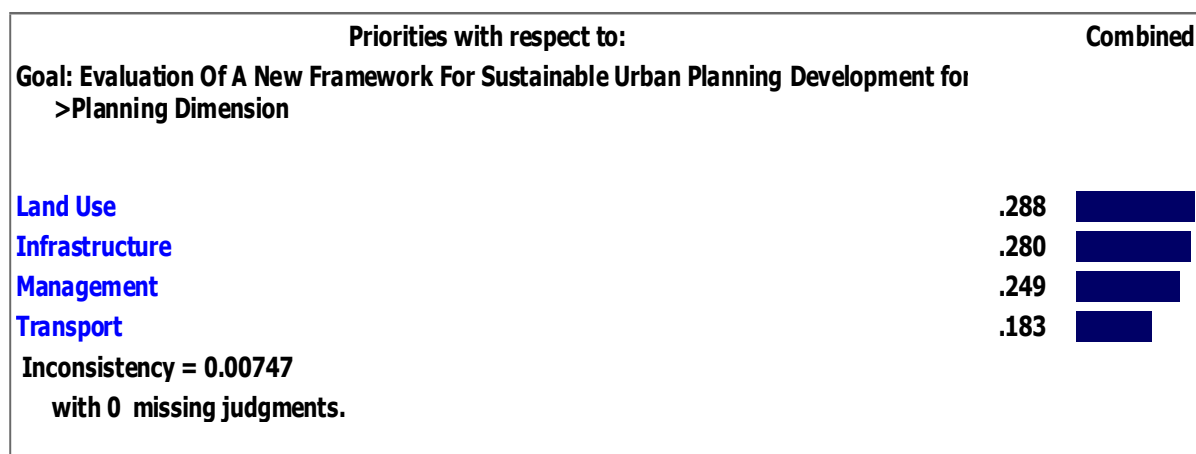 Priorities with respect to: Combined
Goal: Evaluation Of A New Framework For Sustainable Urban Planning Development for
>Planning Dimension
Land Use .288
Infrastructure .280
Management .249
Transport .183
Inconsistency = 0.00747
with 0 missing judgments.